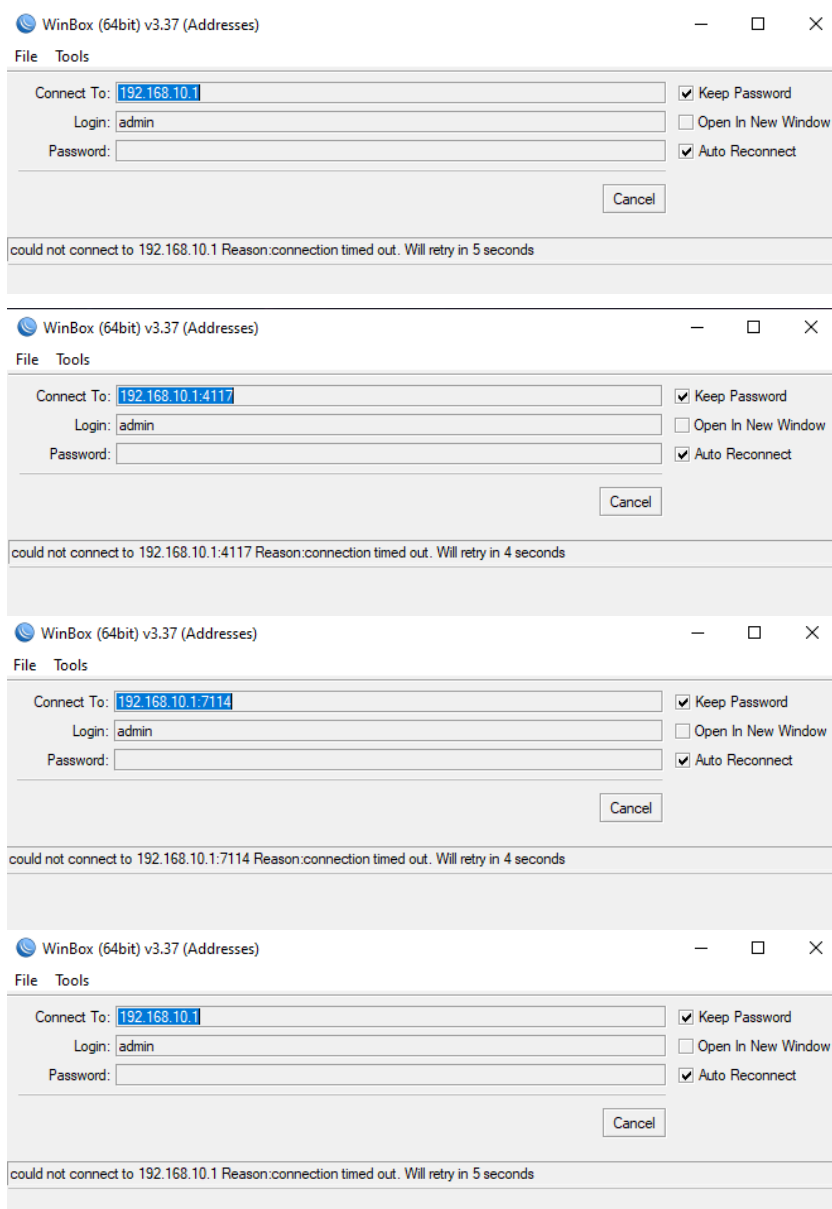 WinBox (64bit) v3.37 (Addresses)
File Tools
Connect To: 192.168.10.1 Keep Password
Login: admin Open In New Window
Password: Auto Reconnect
Cancel
could not connect to 192.168.10.1 Reason:connection timed out. Will retry in 5 seconds
WinBox (64bit) v3.37 (Addresses)
File Tools
Connect To: 192.168.10.1:4117 Keep Password
Login: admin Open In New Window
Password: Auto Reconnect
Cancel
could not connect to 192.168.10.1:4117 Reason:connection timed out. Will retry in 4 seconds
WinBox (64bit) v3.37 (Addresses)
File Tools
Connect To: 192.168.10.1:7114 Keep Password
Login: admin Open In New Window
Password: Auto Reconnect
Cancel
could not connect to 192.168.10.1:7114 Reason:connection timed out. Will retry in 4 seconds
WinBox (64bit) v3.37 (Addresses)
File Tools
Connect To: 192.168.10.1 Keep Password
Login: admin Open In New Window
Password: Auto Reconnect
Cancel
could not connect to 192.168.10.1 Reason:connection timed out. Will retry in 5 seconds